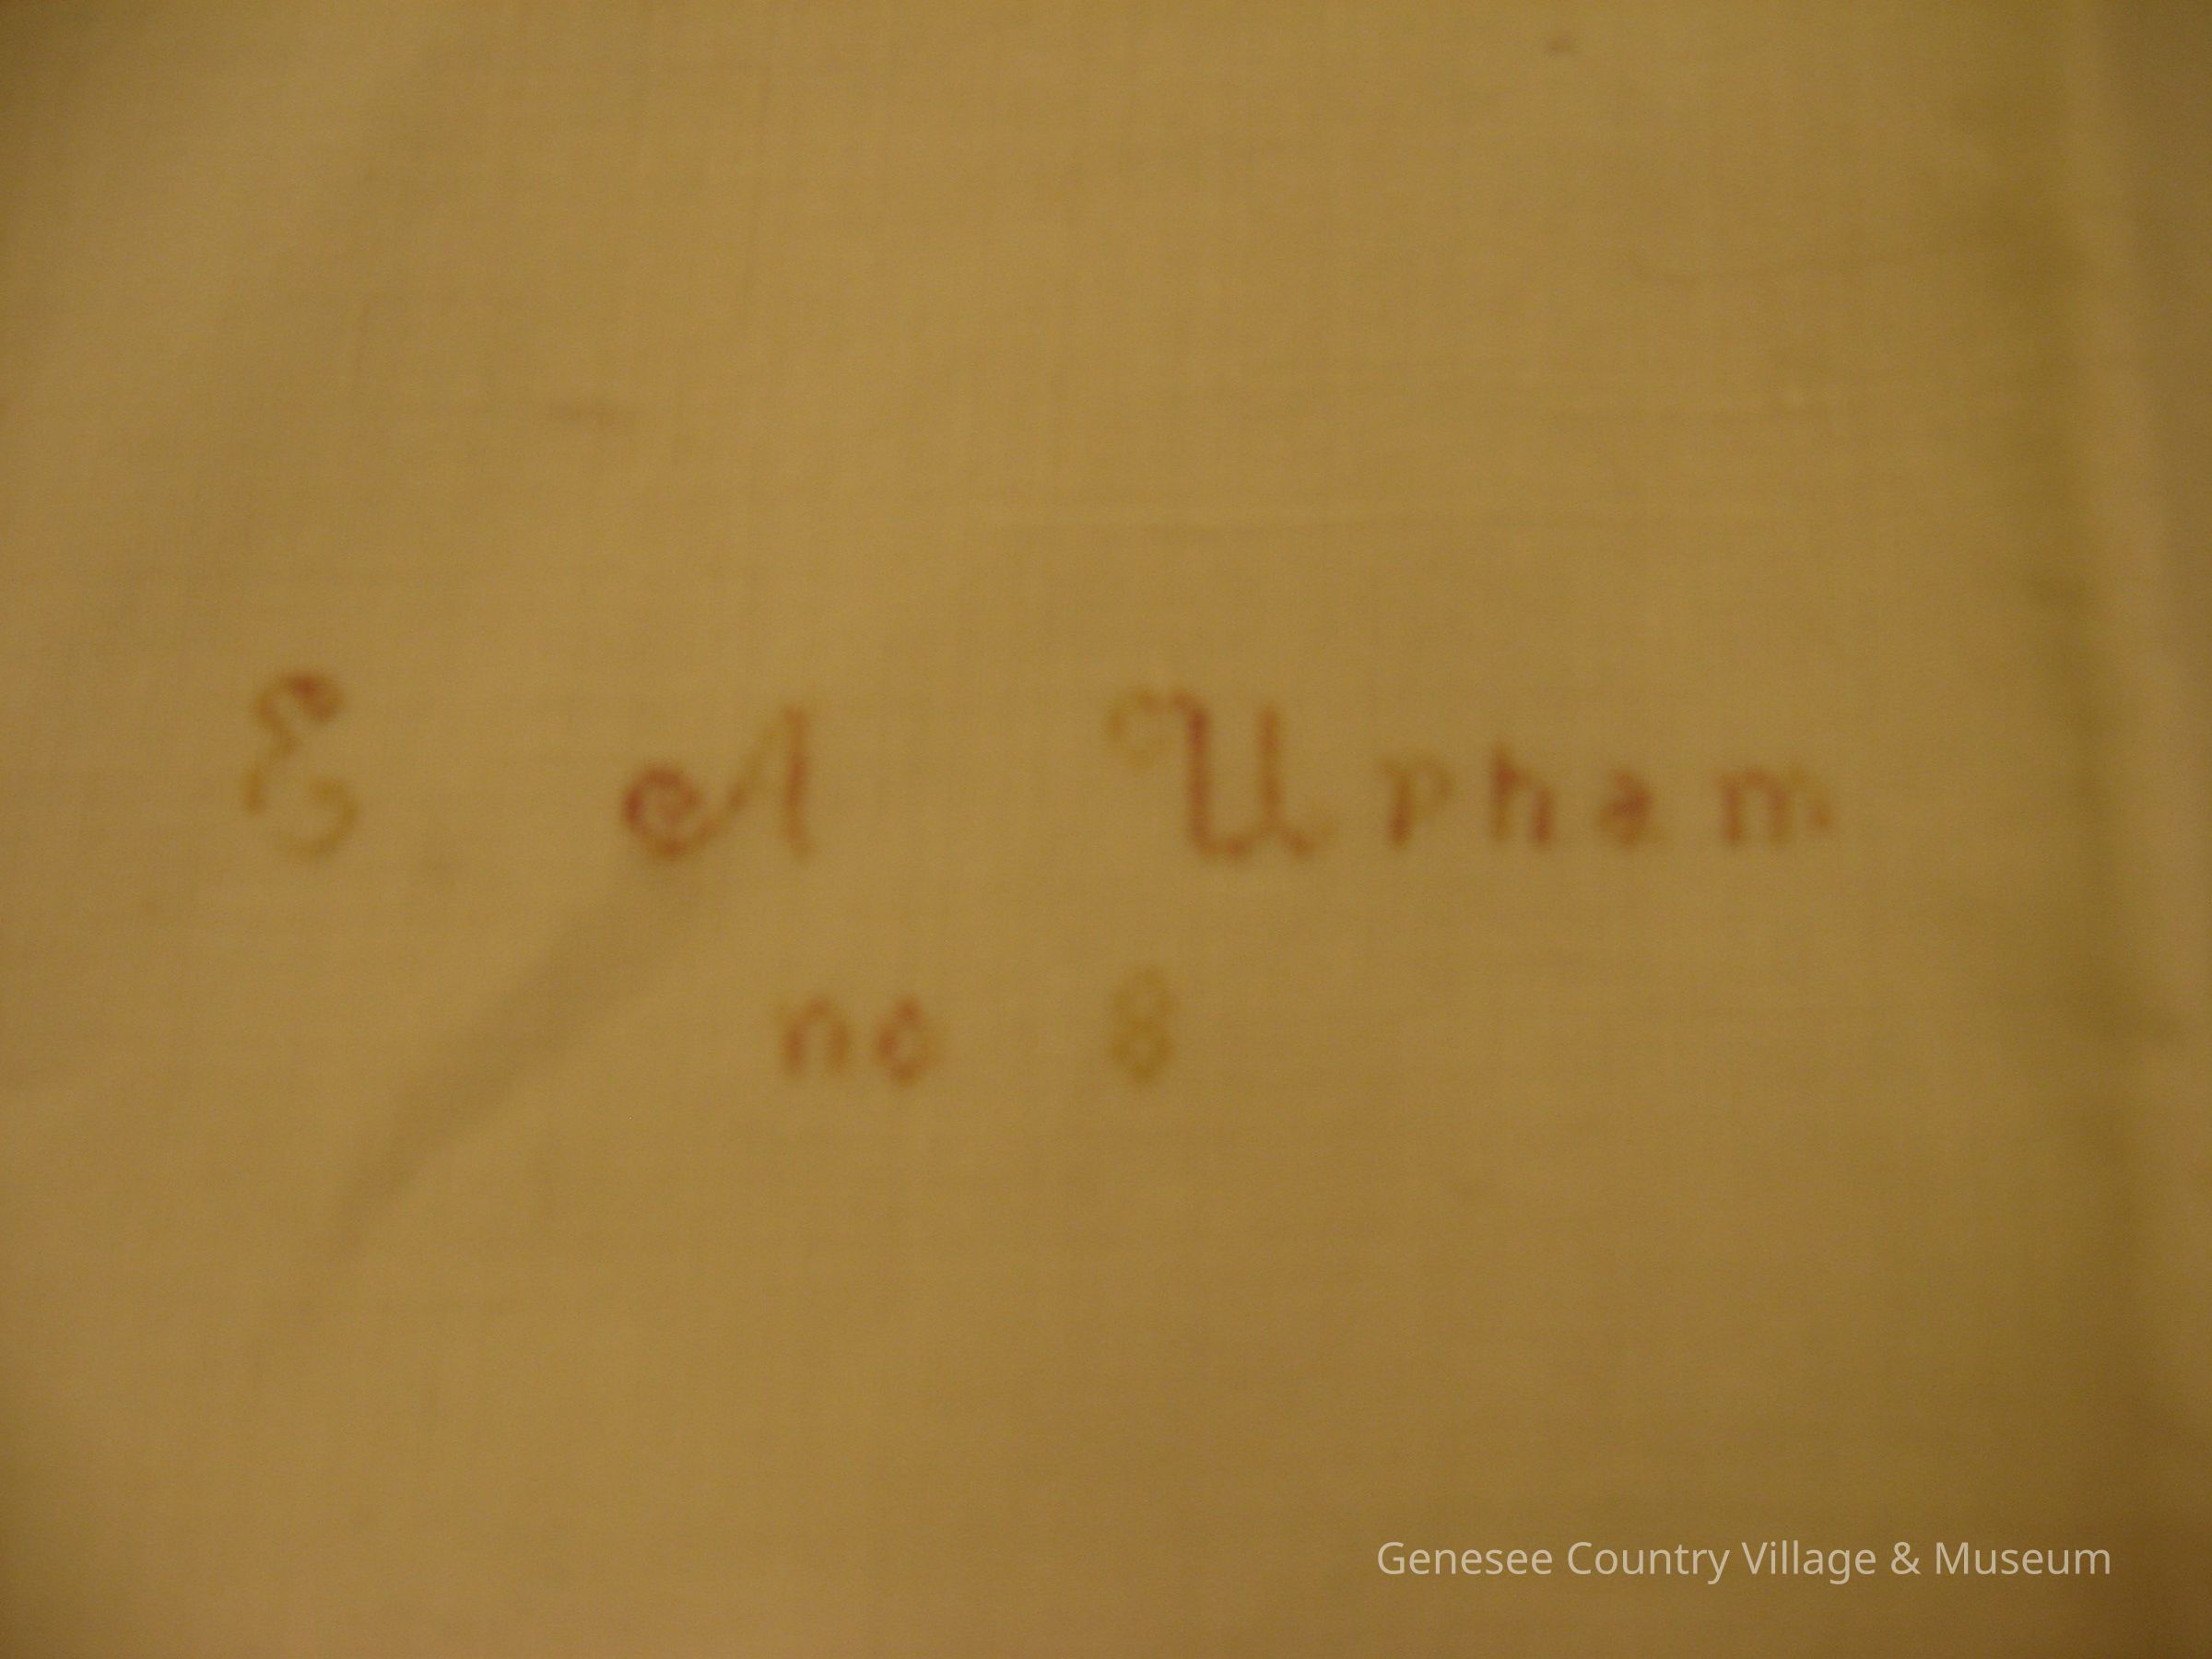 E A Upham
no 8
Genesee Country Village & Museum